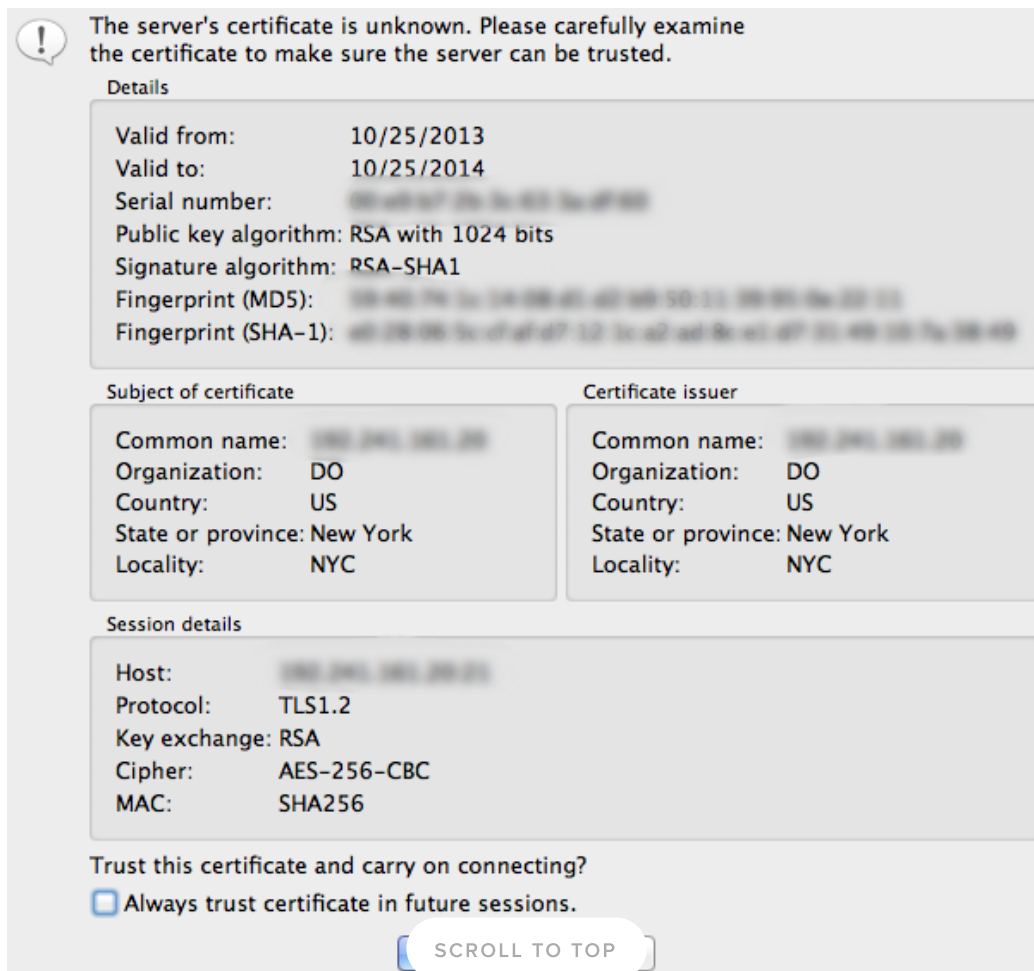 The server's certificate is unknown. Please carefully examine
the certificate to make sure the server can be trusted.
Details
Valid from: 10/25/2013
Valid to: 10/25/2014
Serial number:
Public key algorithm: RSA with 1024 bits
Signature algorithm: RSA-SHA1
Fingerprint (MD5):
Fingerprint (SHA-1):
Subject of certificate
Common name:
Organization: DO
Country: US
State or province: New York
Locality: NYC
Certificate issuer
Common name:
Organization: DO
Country: US
State or province: New York
Locality: NYC
Session details
Host:
Protocol: TLS1.2
Key exchange: RSA
Cipher: AES-256-CBC
MAC: SHA256
Trust this certificate and carry on connecting?
Always trust certificate in future sessions.
SCROLL TO TOP